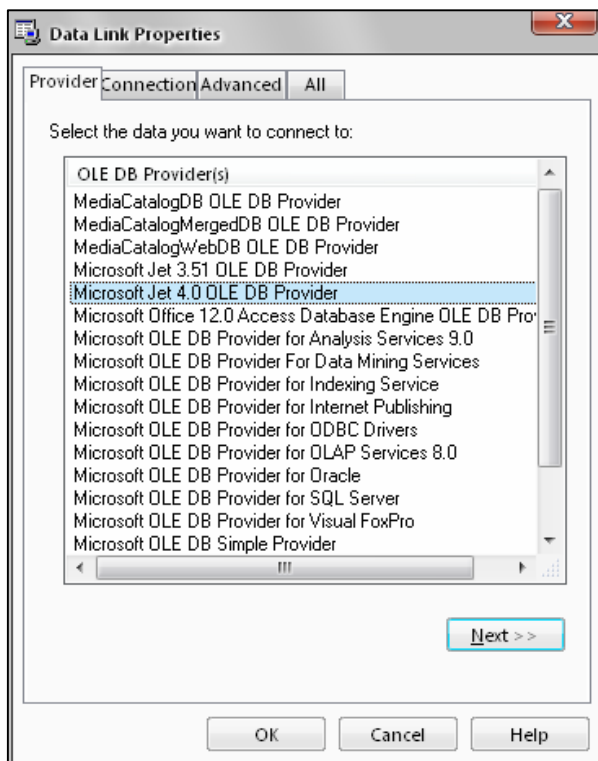 Data Link Properties
Provider Connection Advanced All
Select the data you want to connect to:
OLE DB Provider(s)
MediaCatalogDB OLE DB Provider
MediaCatalogMergedDB OLE DB Provider
MediaCatalogWebDB OLE DB Provider
Microsoft Jet 3.51 OLE DB Provider
Microsoft Jet 4.0 OLE DB Provider
Microsoft Office 12.0 Access Database Engine OLE DB Pro
Microsoft OLE DB Provider for Analysis Services 9.0
Microsoft OLE DB Provider For Data Mining Services
Microsoft OLE DB Provider for Indexing Service
Microsoft OLE DB Provider for Internet Publishing
Microsoft OLE DB Provider for ODBC Drivers
Microsoft OLE DB Provider for OLAP Services 8.0
Microsoft OLE DB Provider for Oracle
Microsoft OLE DB Provider for SQL Server
Microsoft OLE DB Provider for Visual FoxPro
Microsoft OLE DB Simple Provider
Next >>
OK Cancel Help